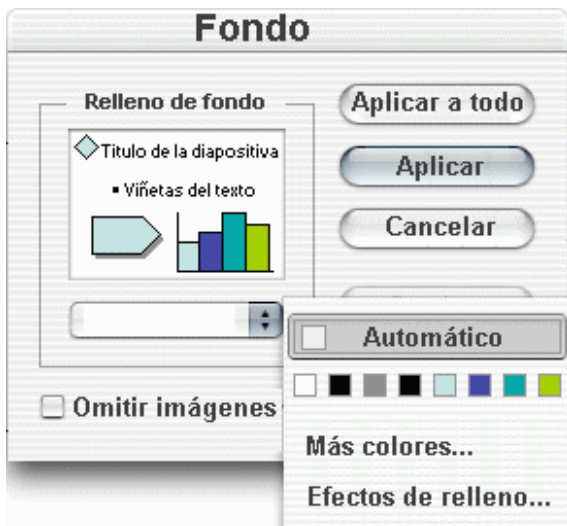 Fondo
Relleno de fondo
Titulo de la diapositiva
▪ Viñetas del texto
Aplicar a todo
Aplicar
Cancelar
Automático
Omitir imágenes
Más colores...
Efectos de relleno...